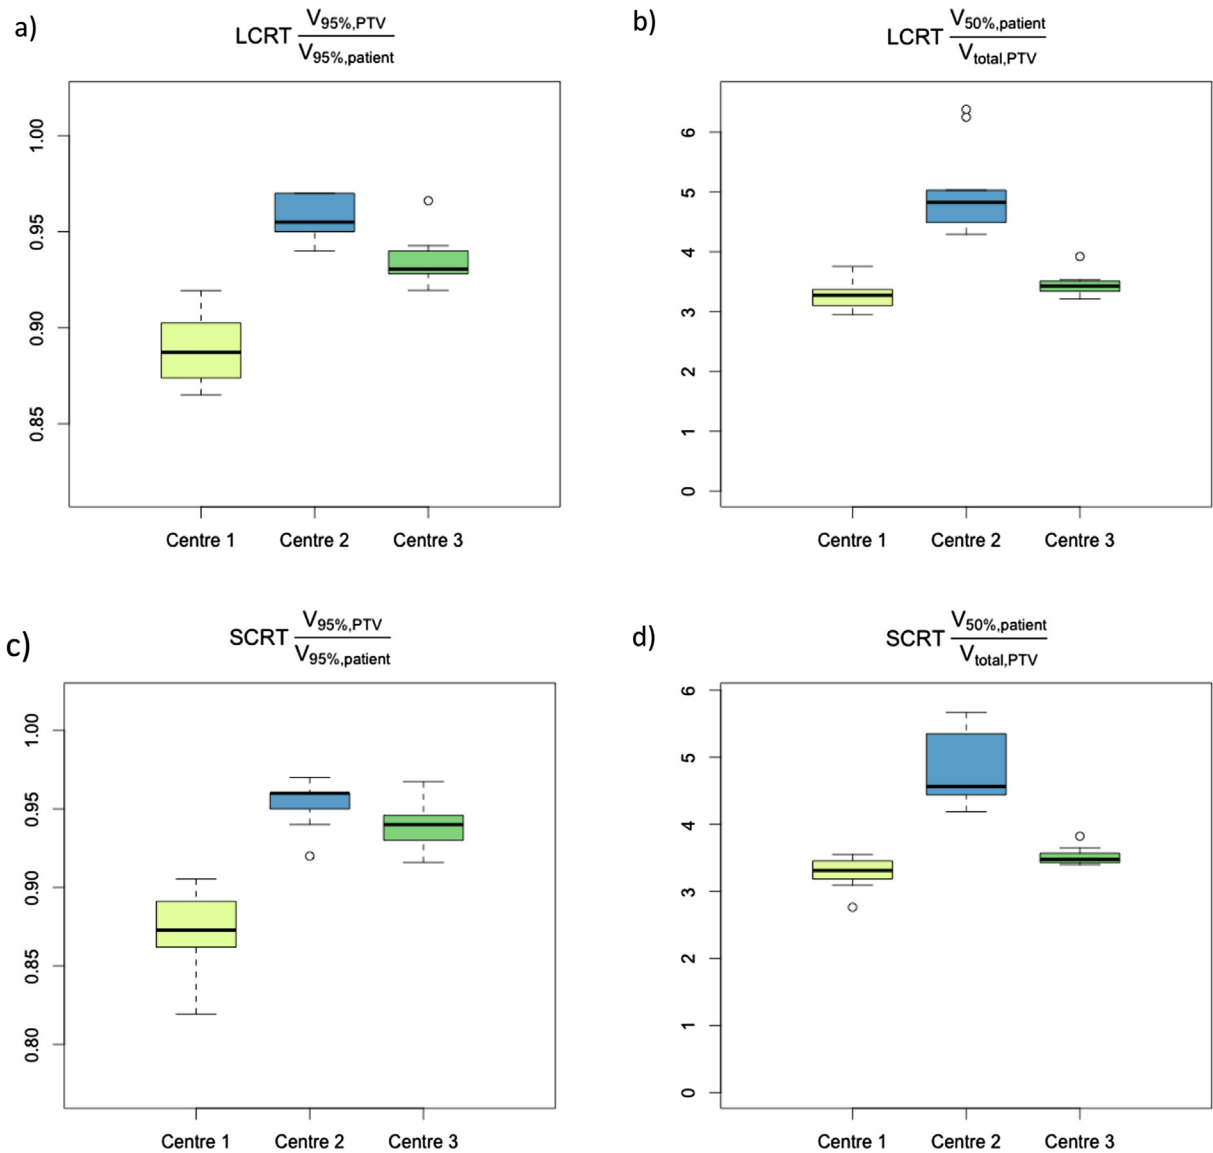 a)
LCRT V95%,PTV
V95%,patient
1.00
0.95
0.90
0.85
Centre 1 Centre 2 Centre 3
b)
LCRT V50%,patient
Vtotal,PTV
6
5
4
3
2
1
0
Centre 1 Centre 2 Centre 3
c)
SCRT V95%,PTV
V95%,patient
1.00
0.95
0.90
0.85
0.80
Centre 1 Centre 2 Centre 3
d)
SCRT V50%,patient
Vtotal,PTV
6
5
4
3
2
1
0
Centre 1 Centre 2 Centre 3